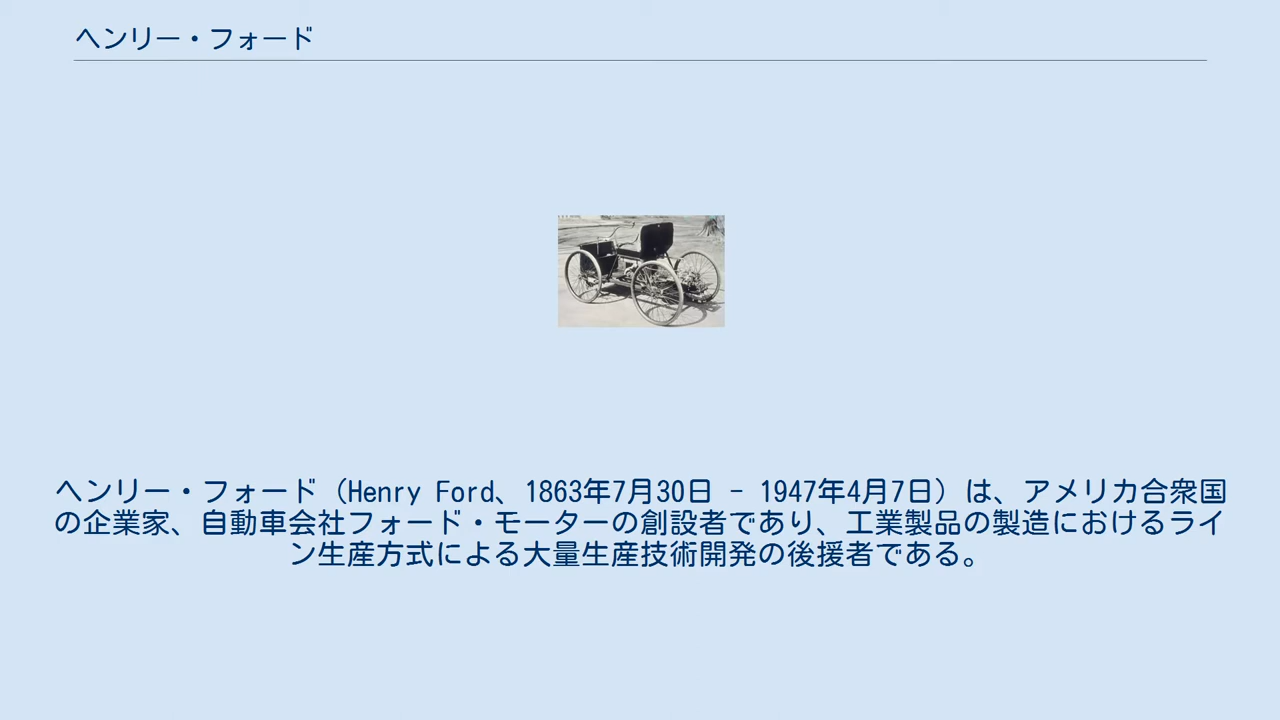 ヘンリー・フォード
ヘンリー・フォード（Henry Ford、1863年7月30日 - 1947年4月7日）は、アメリカ合衆国
の企業家、自動車会社フォード・モーターの創設者であり、工業製品の製造におけるライ
ン生産方式による大量生産技術開発の後援者である。